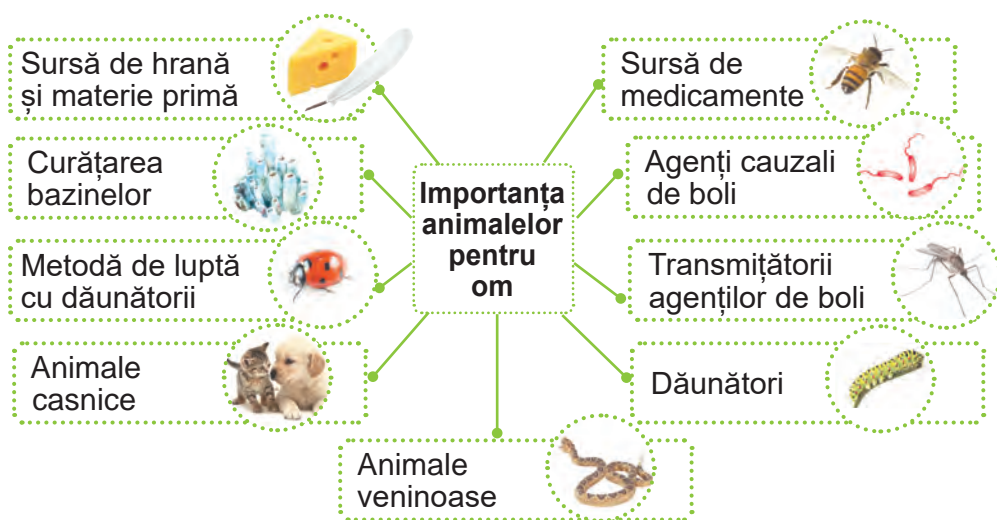 Sursă de hrană
și materie primă
Curățarea
bazinelor
Metodă de luptă
cu dăunătorii
Animale
casnice
Importanța
animalelor
pentru
om
Sursă de
medicamente
Agenți cauzali
de boli
Transmițătorii
agenților de boli
Dăunători
Animale
veninoase